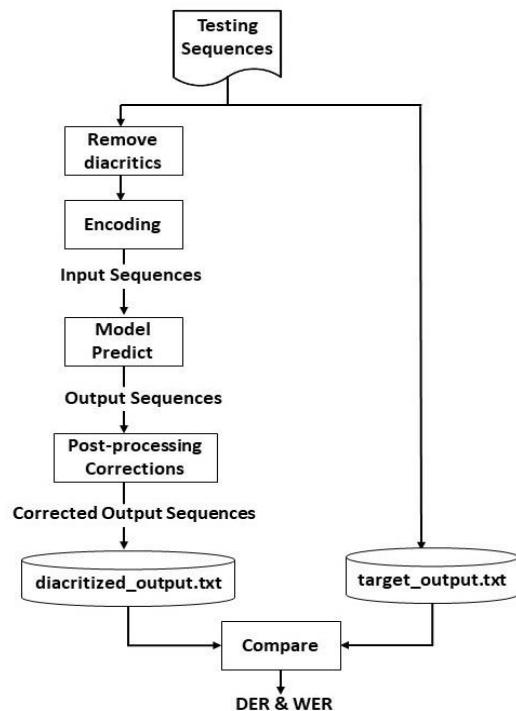 Testing
Sequences
Remove
diacritics
Encoding
Input Sequences
Model
Predict
Output Sequences
Post-processing
Corrections
Corrected Output Sequences
diacritized_output.txt
target_output.txt
Compare
DER & WER